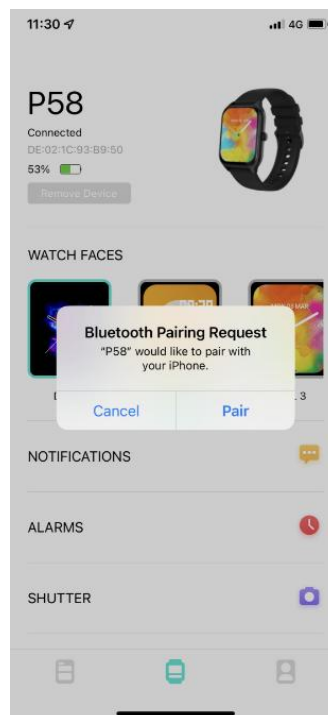 11:30
4G
P58
Connected
DE:02:1C:93:B9:50
53%
Remove Device
WATCH FACES
Bluetooth Pairing Request
"P58" would like to pair with
your iPhone.
Cancel
Pair
NOTIFICATIONS
ALARMS
SHUTTER